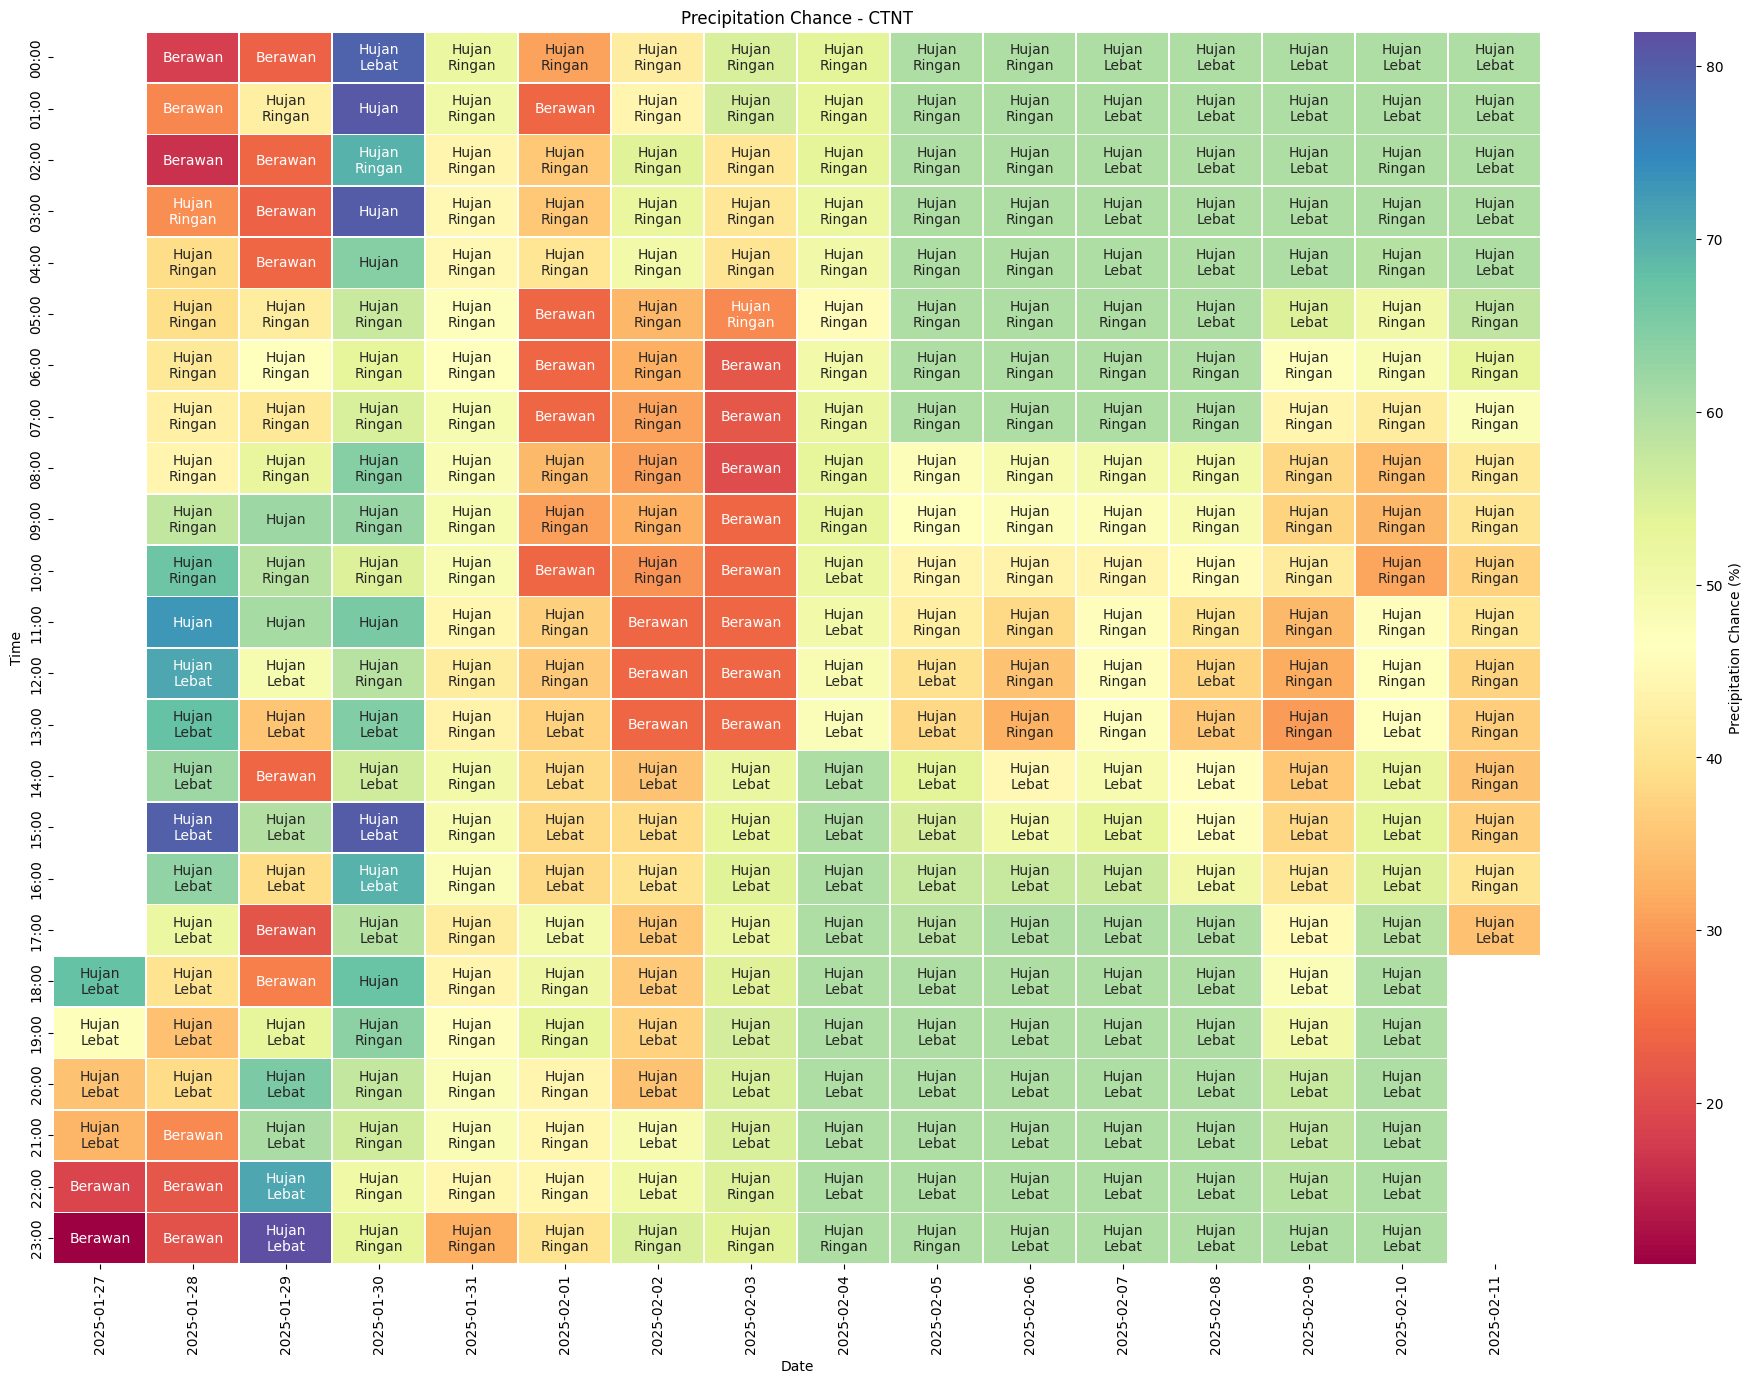 Precipitation Chance - CTNT
00:00 Berawan Berawan Hujan Lebat Hujan Ringan Hujan Ringan Hujan Ringan Hujan Ringan Hujan Ringan Hujan Ringan Hujan Ringan Hujan Lebat Hujan Lebat Hujan Lebat Hujan Lebat Hujan Lebat
01:00 Berawan Hujan Ringan Hujan Hujan Ringan Berawan Hujan Ringan Hujan Ringan Hujan Ringan Hujan Ringan Hujan Ringan Hujan Lebat Hujan Lebat Hujan Lebat Hujan Lebat Hujan Lebat
02:00 Berawan Berawan Hujan Ringan Hujan Ringan Hujan Ringan Hujan Ringan Hujan Ringan Hujan Ringan Hujan Ringan Hujan Ringan Hujan Lebat Hujan Lebat Hujan Lebat Hujan Ringan Hujan Lebat
03:00 Hujan Ringan Berawan Hujan Hujan Ringan Hujan Ringan Hujan Ringan Hujan Ringan Hujan Ringan Hujan Ringan Hujan Ringan Hujan Lebat Hujan Lebat Hujan Lebat Hujan Ringan Hujan Lebat
04:00 Hujan Ringan Berawan Hujan Hujan Ringan Hujan Ringan Hujan Ringan Hujan Ringan Hujan Ringan Hujan Ringan Hujan Ringan Hujan Lebat Hujan Lebat Hujan Lebat Hujan Ringan Hujan Lebat
05:00 Hujan Ringan Hujan Ringan Hujan Ringan Hujan Ringan Berawan Hujan Ringan Hujan Ringan Hujan Ringan Hujan Ringan Hujan Ringan Hujan Ringan Hujan Lebat Hujan Lebat Hujan Ringan Hujan Ringan
06:00 Hujan Ringan Hujan Ringan Hujan Ringan Hujan Ringan Berawan Hujan Ringan Berawan Hujan Ringan Hujan Ringan Hujan Ringan Hujan Ringan Hujan Ringan Hujan Ringan Hujan Ringan Hujan Ringan
07:00 Hujan Ringan Hujan Ringan Hujan Ringan Hujan Ringan Berawan Hujan Ringan Berawan Hujan Ringan Hujan Ringan Hujan Ringan Hujan Ringan Hujan Ringan Hujan Ringan Hujan Ringan Hujan Ringan
08:00 Hujan Ringan Hujan Ringan Hujan Ringan Hujan Ringan Hujan Ringan Hujan Ringan Berawan Hujan Ringan Hujan Ringan Hujan Ringan Hujan Ringan Hujan Ringan Hujan Ringan Hujan Ringan Hujan Ringan
09:00 Hujan Ringan Hujan Hujan Ringan Hujan Ringan Hujan Ringan Hujan Ringan Berawan Hujan Ringan Hujan Ringan Hujan Ringan Hujan Ringan Hujan Ringan Hujan Ringan Hujan Ringan Hujan Ringan
10:00 Hujan Ringan Hujan Ringan Hujan Ringan Hujan Ringan Berawan Hujan Ringan Berawan Hujan Lebat Hujan Ringan Hujan Ringan Hujan Ringan Hujan Ringan Hujan Ringan Hujan Ringan Hujan Ringan
11:00 Hujan Hujan Hujan Hujan Ringan Hujan Ringan Berawan Berawan Hujan Lebat Hujan Ringan Hujan Ringan Hujan Ringan Hujan Ringan Hujan Ringan Hujan Ringan Hujan Ringan
12:00 Hujan Lebat Hujan Lebat Hujan Ringan Hujan Ringan Hujan Ringan Berawan Berawan Hujan Lebat Hujan Lebat Hujan Ringan Hujan Ringan Hujan Lebat Hujan Ringan Hujan Ringan Hujan Ringan
13:00 Hujan Lebat Hujan Lebat Hujan Lebat Hujan Ringan Hujan Lebat Berawan Berawan Hujan Lebat Hujan Lebat Hujan Ringan Hujan Ringan Hujan Lebat Hujan Ringan Hujan Lebat Hujan Ringan
14:00 Hujan Lebat Berawan Hujan Lebat Hujan Ringan Hujan Lebat Hujan Lebat Hujan Lebat Hujan Lebat Hujan Lebat Hujan Lebat Hujan Lebat Hujan Lebat Hujan Lebat Hujan Lebat Hujan Ringan
15:00 Hujan Lebat Hujan Lebat Hujan Lebat Hujan Ringan Hujan Lebat Hujan Lebat Hujan Lebat Hujan Lebat Hujan Lebat Hujan Lebat Hujan Lebat Hujan Lebat Hujan Lebat Hujan Lebat Hujan Ringan
16:00 Hujan Lebat Hujan Lebat Hujan Lebat Hujan Ringan Hujan Lebat Hujan Lebat Hujan Lebat Hujan Lebat Hujan Lebat Hujan Lebat Hujan Lebat Hujan Lebat Hujan Lebat Hujan Lebat Hujan Ringan
17:00 Hujan Lebat Berawan Hujan Lebat Hujan Ringan Hujan Lebat Hujan Lebat Hujan Lebat Hujan Lebat Hujan Lebat Hujan Lebat Hujan Lebat Hujan Lebat Hujan Lebat Hujan Lebat Hujan Lebat
18:00 Hujan Lebat Hujan Lebat Berawan Hujan Hujan Ringan Hujan Ringan Hujan Lebat Hujan Lebat Hujan Lebat Hujan Lebat Hujan Lebat Hujan Lebat Hujan Lebat Hujan Lebat Hujan Lebat
19:00 Hujan Lebat Hujan Lebat Hujan Lebat Hujan Ringan Hujan Ringan Hujan Ringan Hujan Lebat Hujan Lebat Hujan Lebat Hujan Lebat Hujan Lebat Hujan Lebat Hujan Lebat Hujan Lebat Hujan Lebat
20:00 Hujan Lebat Hujan Lebat Hujan Lebat Hujan Ringan Hujan Ringan Hujan Ringan Hujan Lebat Hujan Lebat Hujan Lebat Hujan Lebat Hujan Lebat Hujan Lebat Hujan Lebat Hujan Lebat Hujan Lebat
21:00 Hujan Lebat Berawan Hujan Lebat Hujan Ringan Hujan Ringan Hujan Ringan Hujan Lebat Hujan Lebat Hujan Lebat Hujan Lebat Hujan Lebat Hujan Lebat Hujan Lebat Hujan Lebat Hujan Lebat
22:00 Berawan Berawan Hujan Lebat Hujan Ringan Hujan Ringan Hujan Ringan Hujan Lebat Hujan Ringan Hujan Lebat Hujan Lebat Hujan Lebat Hujan Lebat Hujan Lebat Hujan Lebat Hujan Lebat
23:00 Berawan Berawan Hujan Lebat Hujan Ringan Hujan Ringan Hujan Ringan Hujan Ringan Hujan Ringan Hujan Ringan Hujan Ringan Hujan Lebat Hujan Lebat Hujan Lebat Hujan Lebat Hujan Lebat
Time
2025-01-27 2025-01-28 2025-01-29 2025-01-30 2025-01-31 2025-02-01 2025-02-02 2025-02-03 2025-02-04 2025-02-05 2025-02-06 2025-02-07 2025-02-08 2025-02-09 2025-02-10 2025-02-11
Date
80
70
60
50
40
30
20
Precipitation Chance (%)